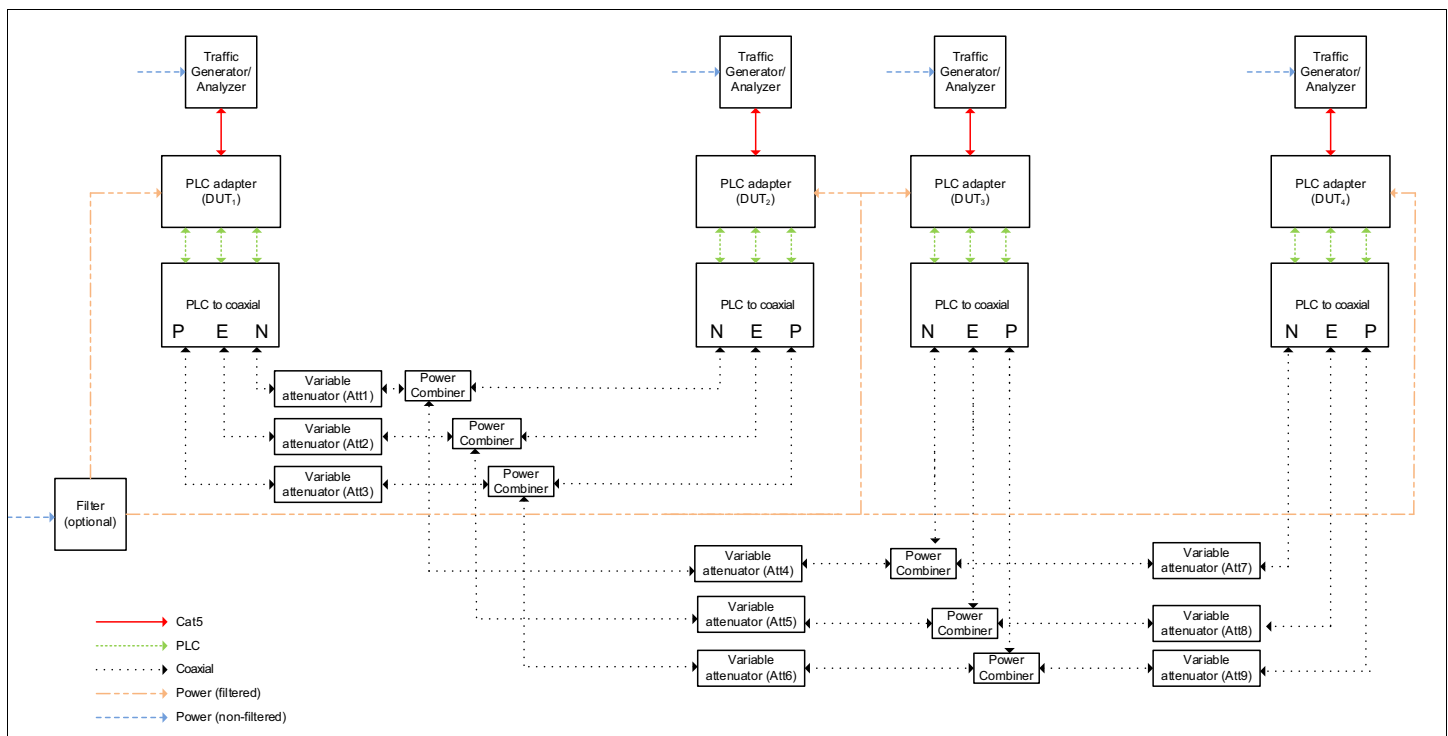 Traffic
Generator/
Analyzer
Traffic
Generator/
Analyzer
Traffic
Generator/
Analyzer
Traffic
Generator/
Analyzer
PLC adapter
(DUT₁)
PLC adapter
(DUT₂)
PLC adapter
(DUT₃)
PLC adapter
(DUT₄)
PLC to coaxial
P E N
PLC to coaxial
N E P
PLC to coaxial
N E P
PLC to coaxial
N E P
Variable
attenuator (Att1)
Power
Combiner
Variable
attenuator (Att2)
Power
Combiner
Variable
attenuator (Att3)
Power
Combiner
Filter
(optional)
Variable
attenuator (Att4)
Power
Combiner
Variable
attenuator (Att7)
Variable
attenuator (Att5)
Power
Combiner
Variable
attenuator (Att8)
Variable
attenuator (Att6)
Power
Combiner
Variable
attenuator (Att9)
Cat5
PLC
Coaxial
Power (filtered)
Power (non-filtered)